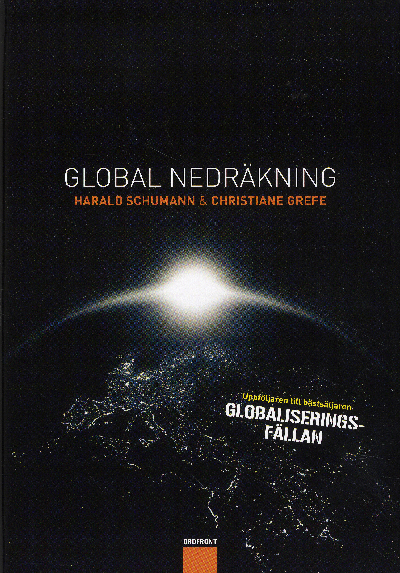 GLOBAL NEDRÄKNING
HARALD SCHUMANN & CHRISTIANE GREFE
Uppföljaren till bästsäljaren
GLOBALISERINGS-
FÄLLAN
ORDFRONT